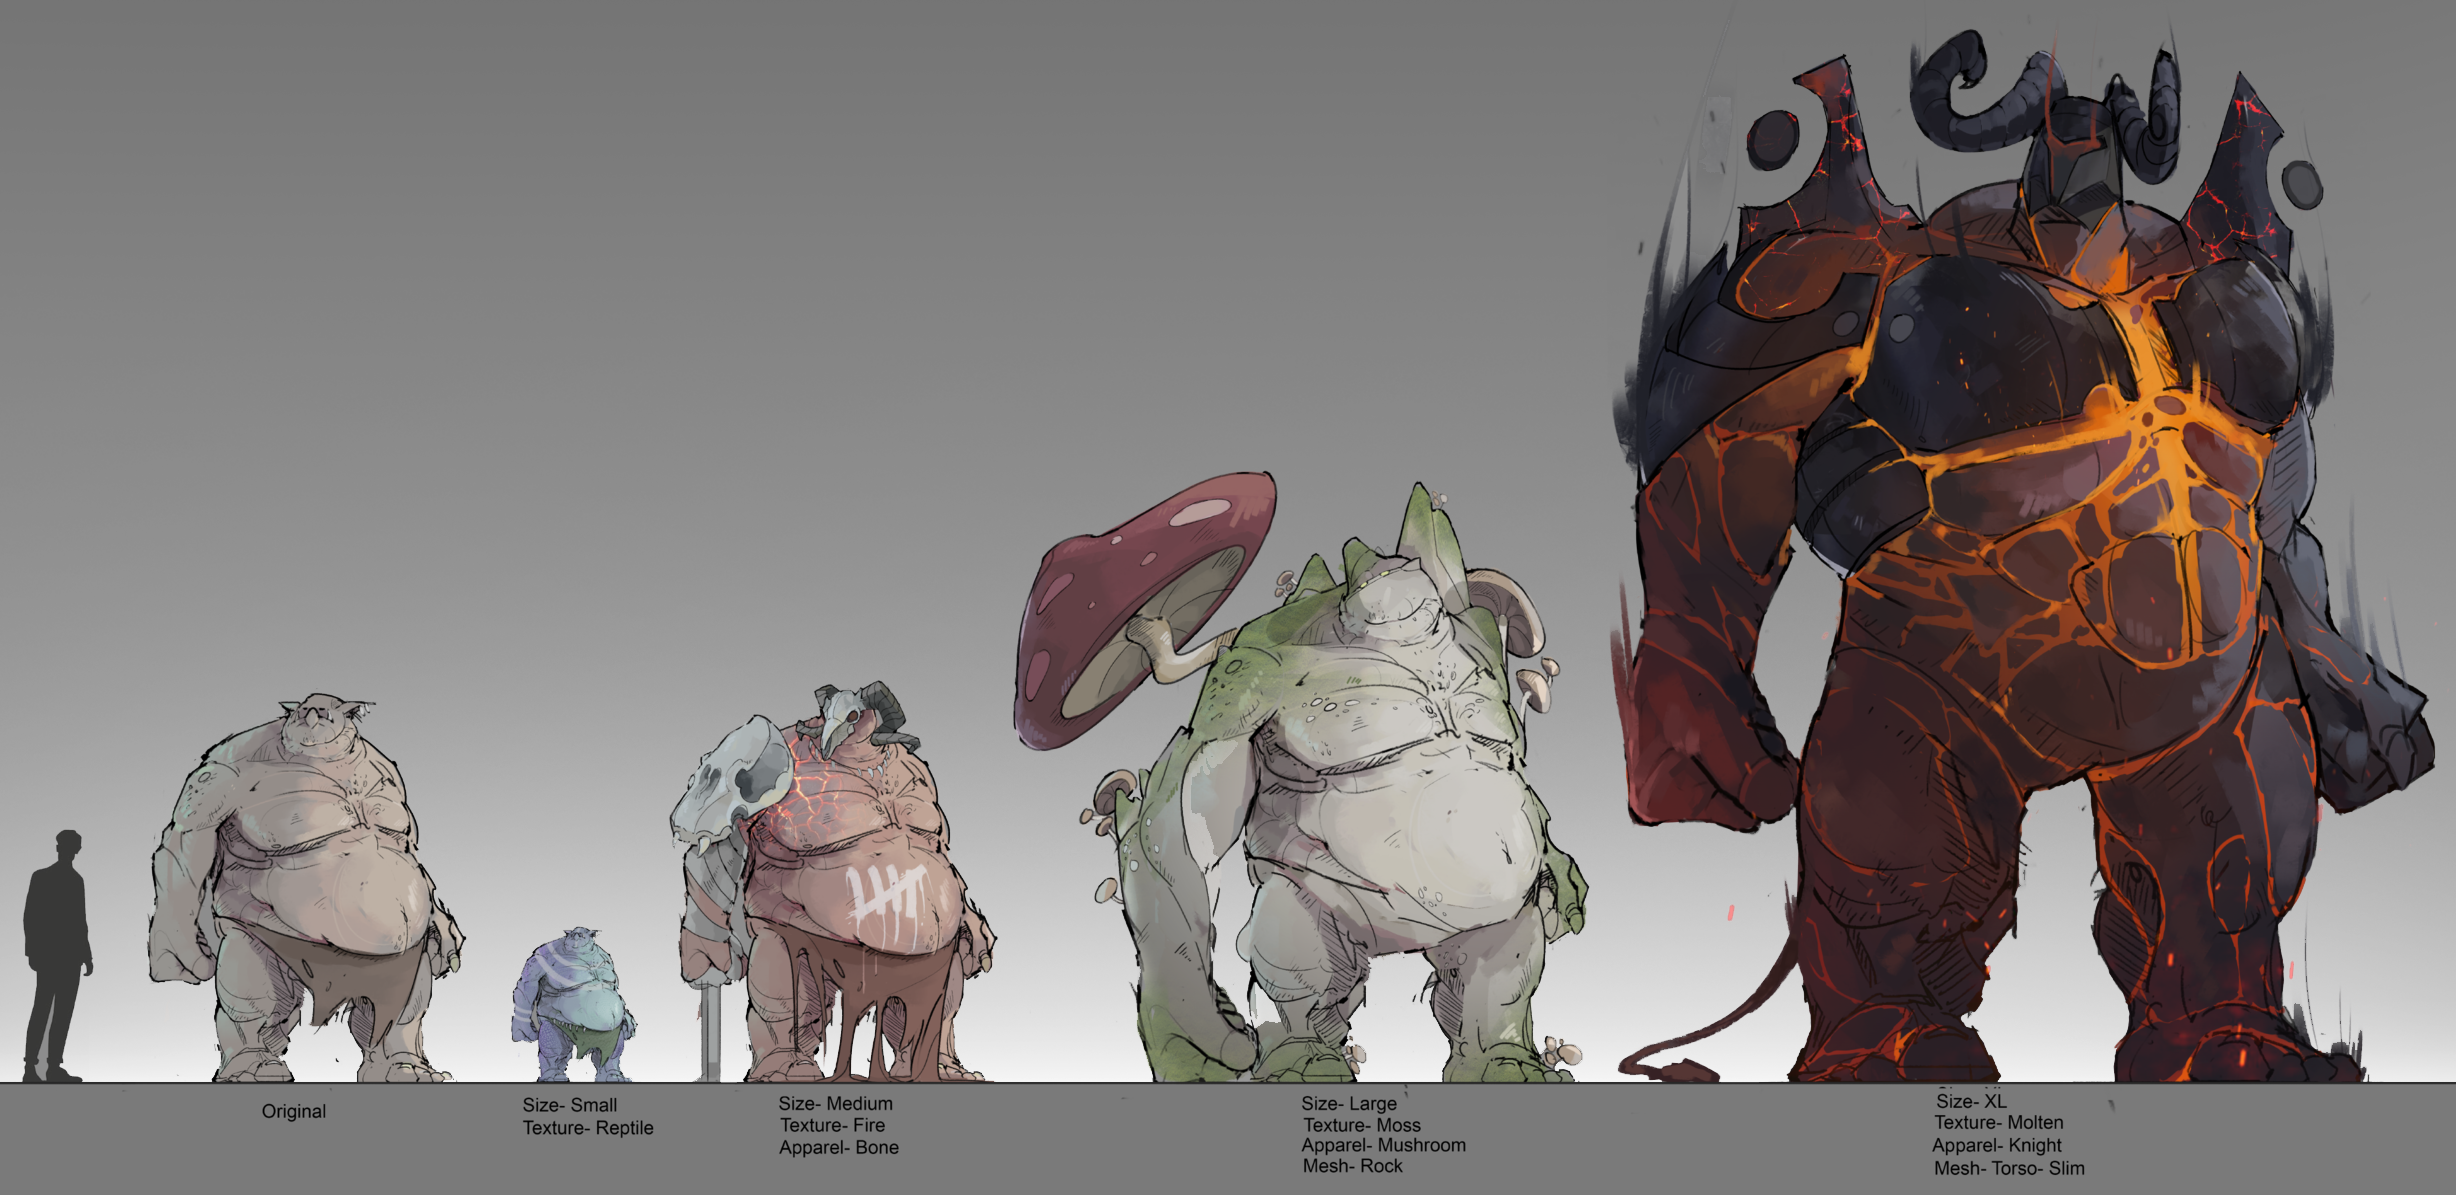 Original
Size- Small
Texture- Reptile
Size- Medium
Texture- Fire
Apparel- Bone
Size- Large
Texture- Moss
Apparel- Mushroom
Mesh- Rock
Size- XL
Texture- Molten
Apparel- Knight
Mesh- Torso- Slim